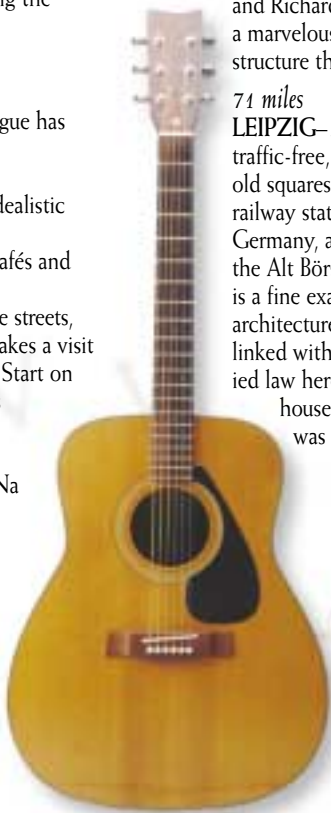 ng the
gue has
dealistic
afés and
e streets,
akes a visit
Start on
Na
and Richard
a marvelous
structure th
71 miles
LEIPZIG–
traffic-free,
old squares
railway stat
Germany, a
the Alt Bör
is a fine exa
architecture
linked with
ied law her
house
was